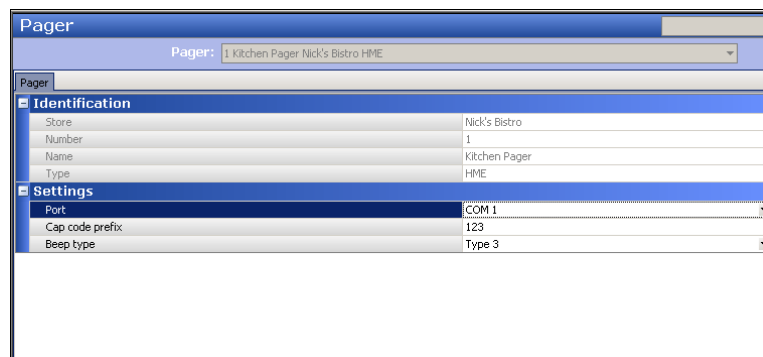 Pager
Pager: 1 Kitchen Pager Nick's Bistro HME
Pager
Identification
Store Nick's Bistro
Number 1
Name Kitchen Pager
Type HME
Settings
Port COM 1
Cap code prefix 123
Beep type Type 3